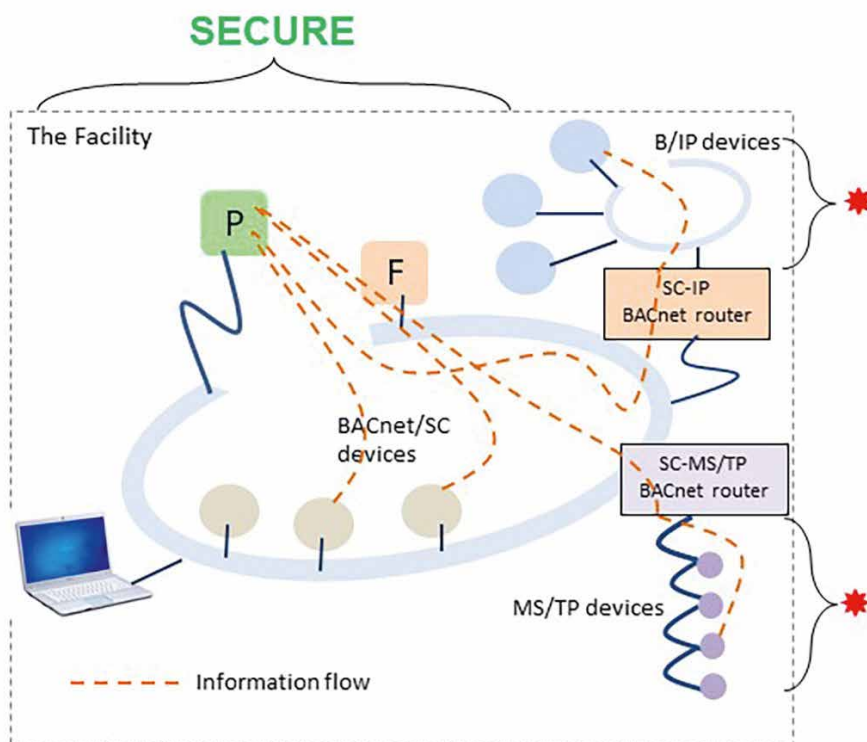 SECURE
The Facility
B/IP devices
P
F
SC-IP
BACnet router
BACnet/SC
devices
SC-MS/TP
BACnet router
MS/TP devices
Information flow